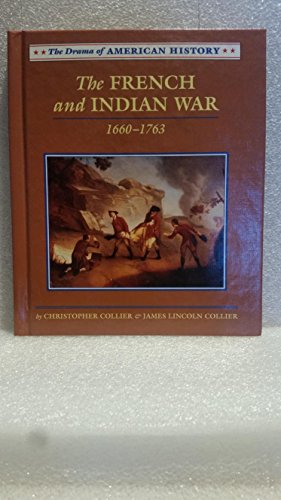 ★ ★ The Drama of AMERICAN HISTORY ★ ★
The FRENCH
and INDIAN WAR
1660–1763
by CHRISTOPHER COLLIER & JAMES LINCOLN COLLIER